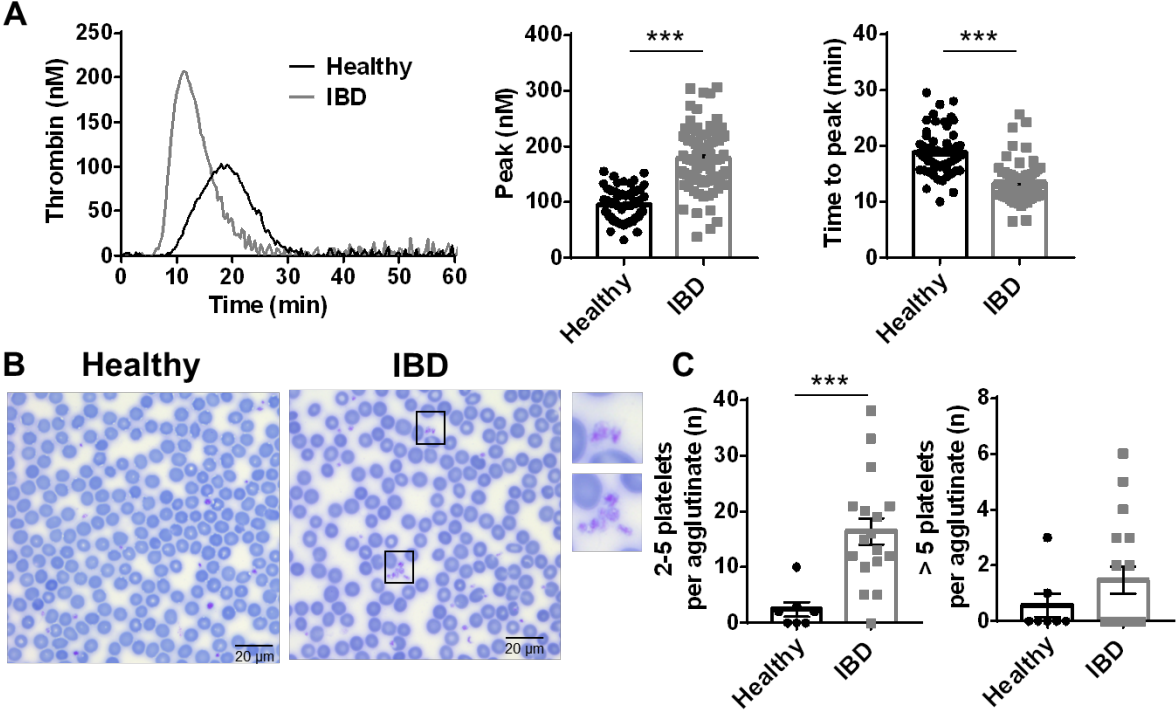 A
Thrombin (nM)
250
200
150
100
50
0
0 10 20 30 40 50 60
Time (min)
Healthy
IBD
Peak (nM)
400
300
200
100
0
***
Healthy
IBD
Time to peak (min)
40
30
20
10
0
***
Healthy
IBD
B
Healthy
IBD
20 µm
20 µm
C
2-5 platelets
per agglutinate (n)
40
30
20
10
0
***
Healthy
IBD
> 5 platelets
per agglutinate (n)
8
6
4
2
0
Healthy
IBD